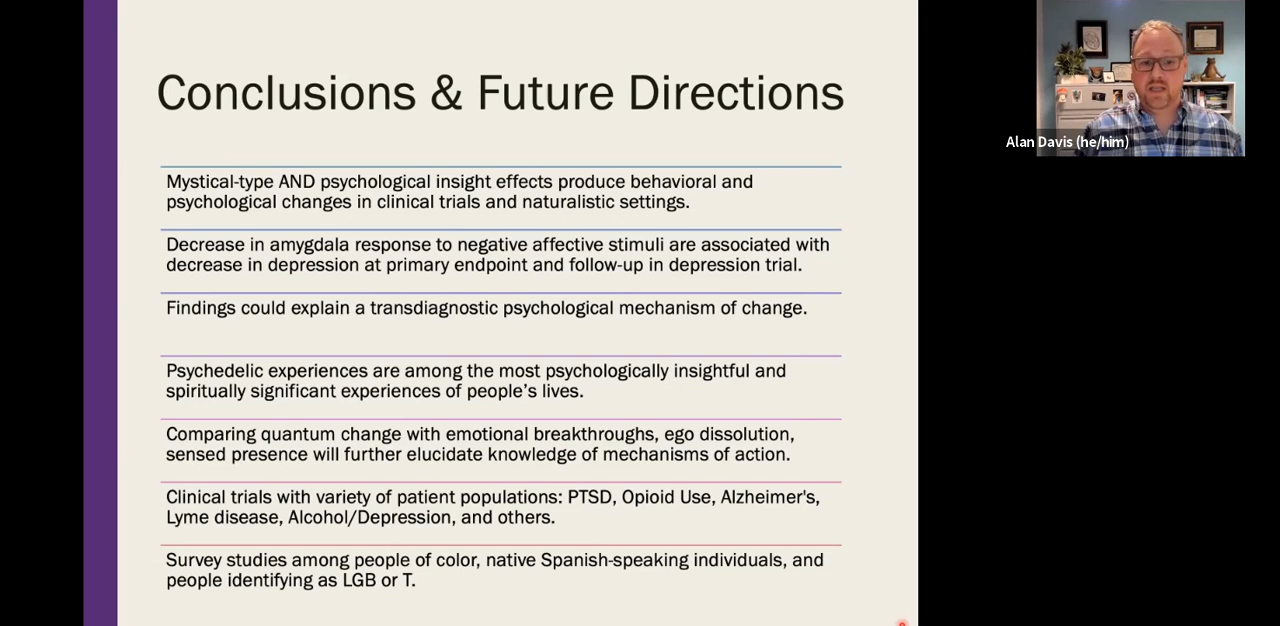 Conclusions & Future Directions
Mystical-type AND psychological insight effects produce behavioral and
psychological changes in clinical trials and naturalistic settings.
Decrease in amygdala response to negative affective stimuli are associated with
decrease in depression at primary endpoint and follow-up in depression trial.
Findings could explain a transdiagnostic psychological mechanism of change.
Psychedelic experiences are among the most psychologically insightful and
spiritually significant experiences of people’s lives.
Comparing quantum change with emotional breakthroughs, ego dissolution,
sensed presence will further elucidate knowledge of mechanisms of action.
Clinical trials with variety of patient populations: PTSD, Opioid Use, Alzheimer's,
Lyme disease, Alcohol/Depression, and others.
Survey studies among people of color, native Spanish-speaking individuals, and
people identifying as LGB or T.
Alan Davis (he/him)